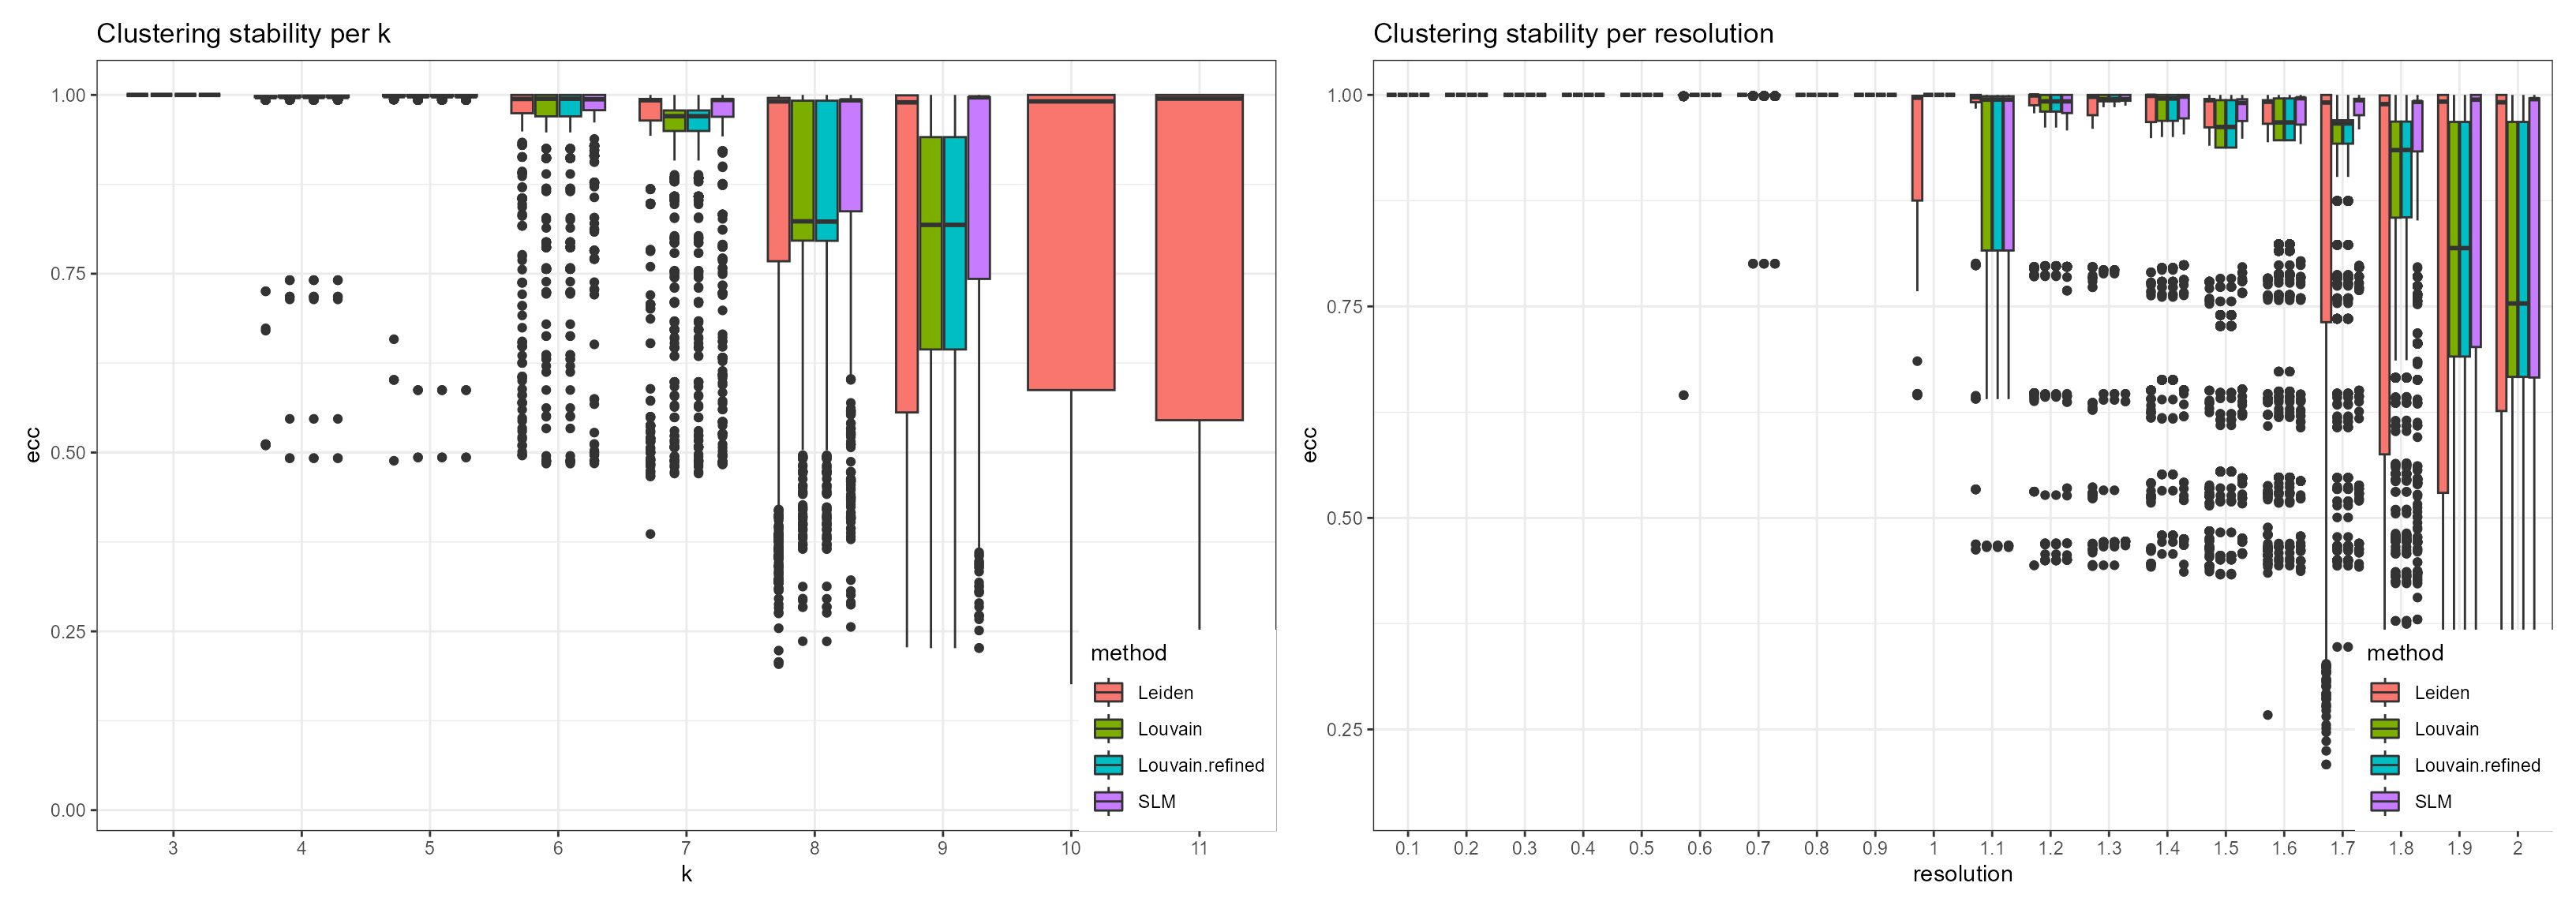 Clustering stability per k
1.00
0.75
0.50
0.25
0.00
ecc
3 4 5 6 7 8 9 10 11
k
method
Leiden
Louvain
Louvain.refined
SLM
Clustering stability per resolution
1.00
0.75
0.50
0.25
ecc
0.1 0.2 0.3 0.4 0.5 0.6 0.7 0.8 0.9 1 1.1 1.2 1.3 1.4 1.5 1.6 1.7 1.8 1.9 2
resolution
method
Leiden
Louvain
Louvain.refined
SLM